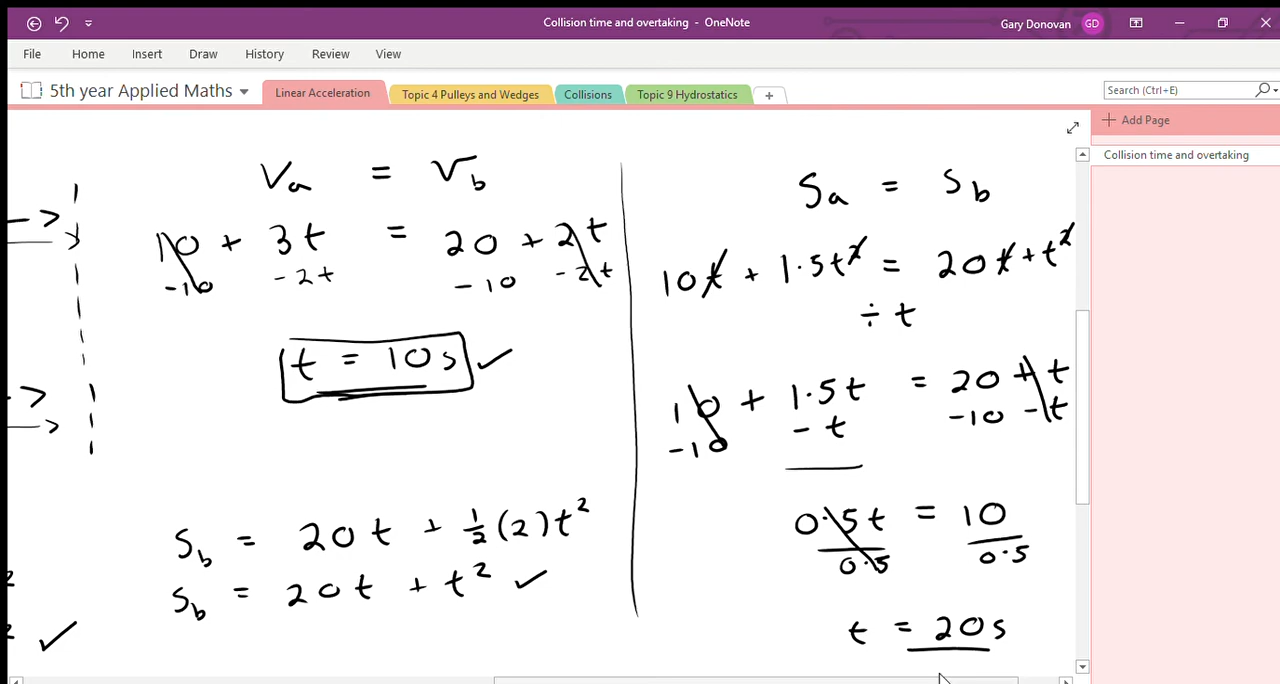 Collision time and overtaking - OneNote
Gary Donovan GD
File Home Insert Draw History Review View
5th year Applied Maths
Linear Acceleration Topic 4 Pulleys and Wedges Collisions Topic 9 Hydrostatics +
Search (Ctrl+E)
Add Page
Collision time and overtaking
Va = Vb
10 + 3t = 20 + 2t
-10 -2t -10 -2t
t = 10s ✓
Sb = 20t + ½(2)t²
Sb = 20t + t² ✓
Sa = Sb
10t + 1.5t² = 20t + t²
÷ t
10 + 1.5t = 20 + t
-10 - t -10 - t
0.5t = 10
0.5 0.5
t = 20s